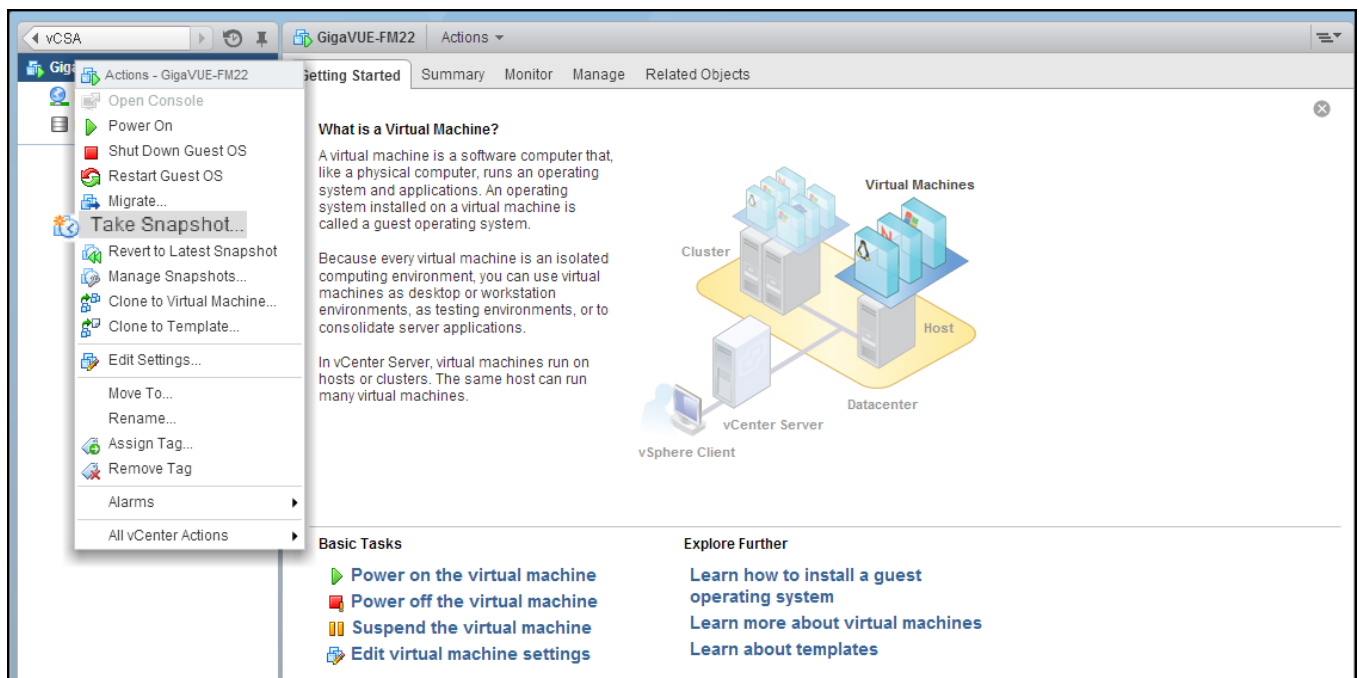 vCSA
GigaVUE-FM22 Actions
Giga
Actions - GigaVUE-FM22
Open Console
Power On
Shut Down Guest OS
Restart Guest OS
Migrate...
Take Snapshot...
Revert to Latest Snapshot
Manage Snapshots...
Clone to Virtual Machine...
Clone to Template...
Edit Settings...
Move To...
Rename...
Assign Tag...
Remove Tag
Alarms
All vCenter Actions
Getting Started Summary Monitor Manage Related Objects
What is a Virtual Machine?
A virtual machine is a software computer that,
like a physical computer, runs an operating
system and applications. An operating
system installed on a virtual machine is
called a guest operating system.
Because every virtual machine is an isolated
computing environment, you can use virtual
machines as desktop or workstation
environments, as testing environments, or to
consolidate server applications.
In vCenter Server, virtual machines run on
hosts or clusters. The same host can run
many virtual machines.
Virtual Machines
Cluster
Host
Datacenter
vCenter Server
vSphere Client
Basic Tasks
Power on the virtual machine
Power off the virtual machine
Suspend the virtual machine
Edit virtual machine settings
Explore Further
Learn how to install a guest
operating system
Learn more about virtual machines
Learn about templates